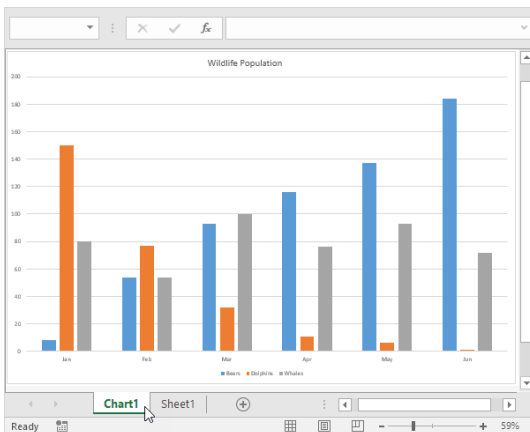 fx
Wildlife Population
200
180
160
140
120
100
80
60
40
20
0
Jan Feb Mar Apr May Jun
Bears Dolphins Whales
Chart1 Sheet1
Ready 59%